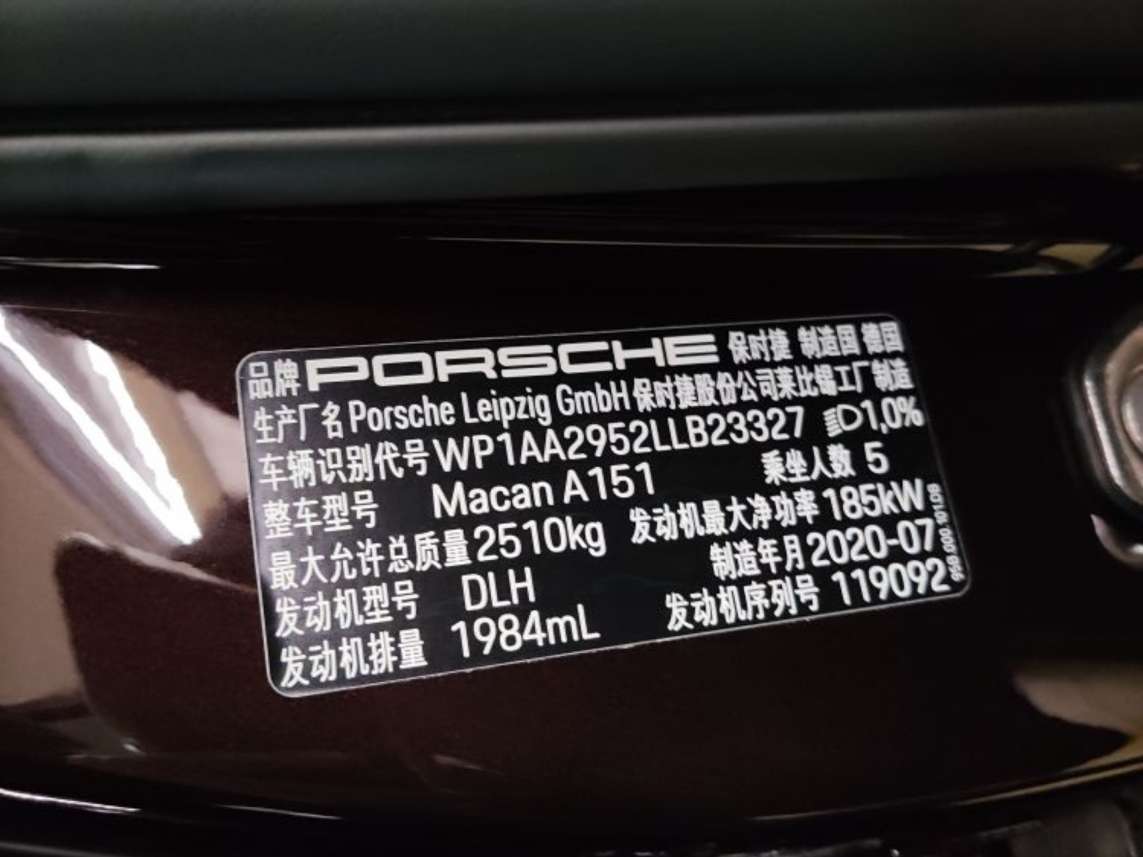 品牌 PORSCHE 保时捷 制造国 德国
生产厂名 Porsche Leipzig GmbH 保时捷股份公司莱比锡工厂制造
车辆识别代号 WP1AA2952LLB23327 1,0%
整车型号 Macan A151 乘坐人数 5
最大允许总质量 2510kg 发动机最大净功率 185kW
发动机型号 DLH 制造年月 2020-07
发动机排量 1984mL 发动机序列号 119092